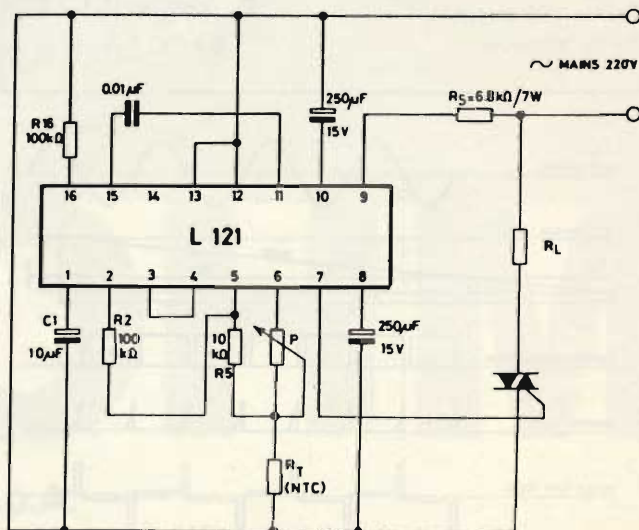 ∼ MAINS 220V
0.01µF
250µF
15V
RS=6.8kΩ/7W
R16
100kΩ
16 15 14 13 12 11 10 9
L 121
RL
1 2 3 4 5 6 7 8
C1
10µF
R2
100
kΩ
10
kΩ
R5
P
250µF
15V
RT
(NTC)